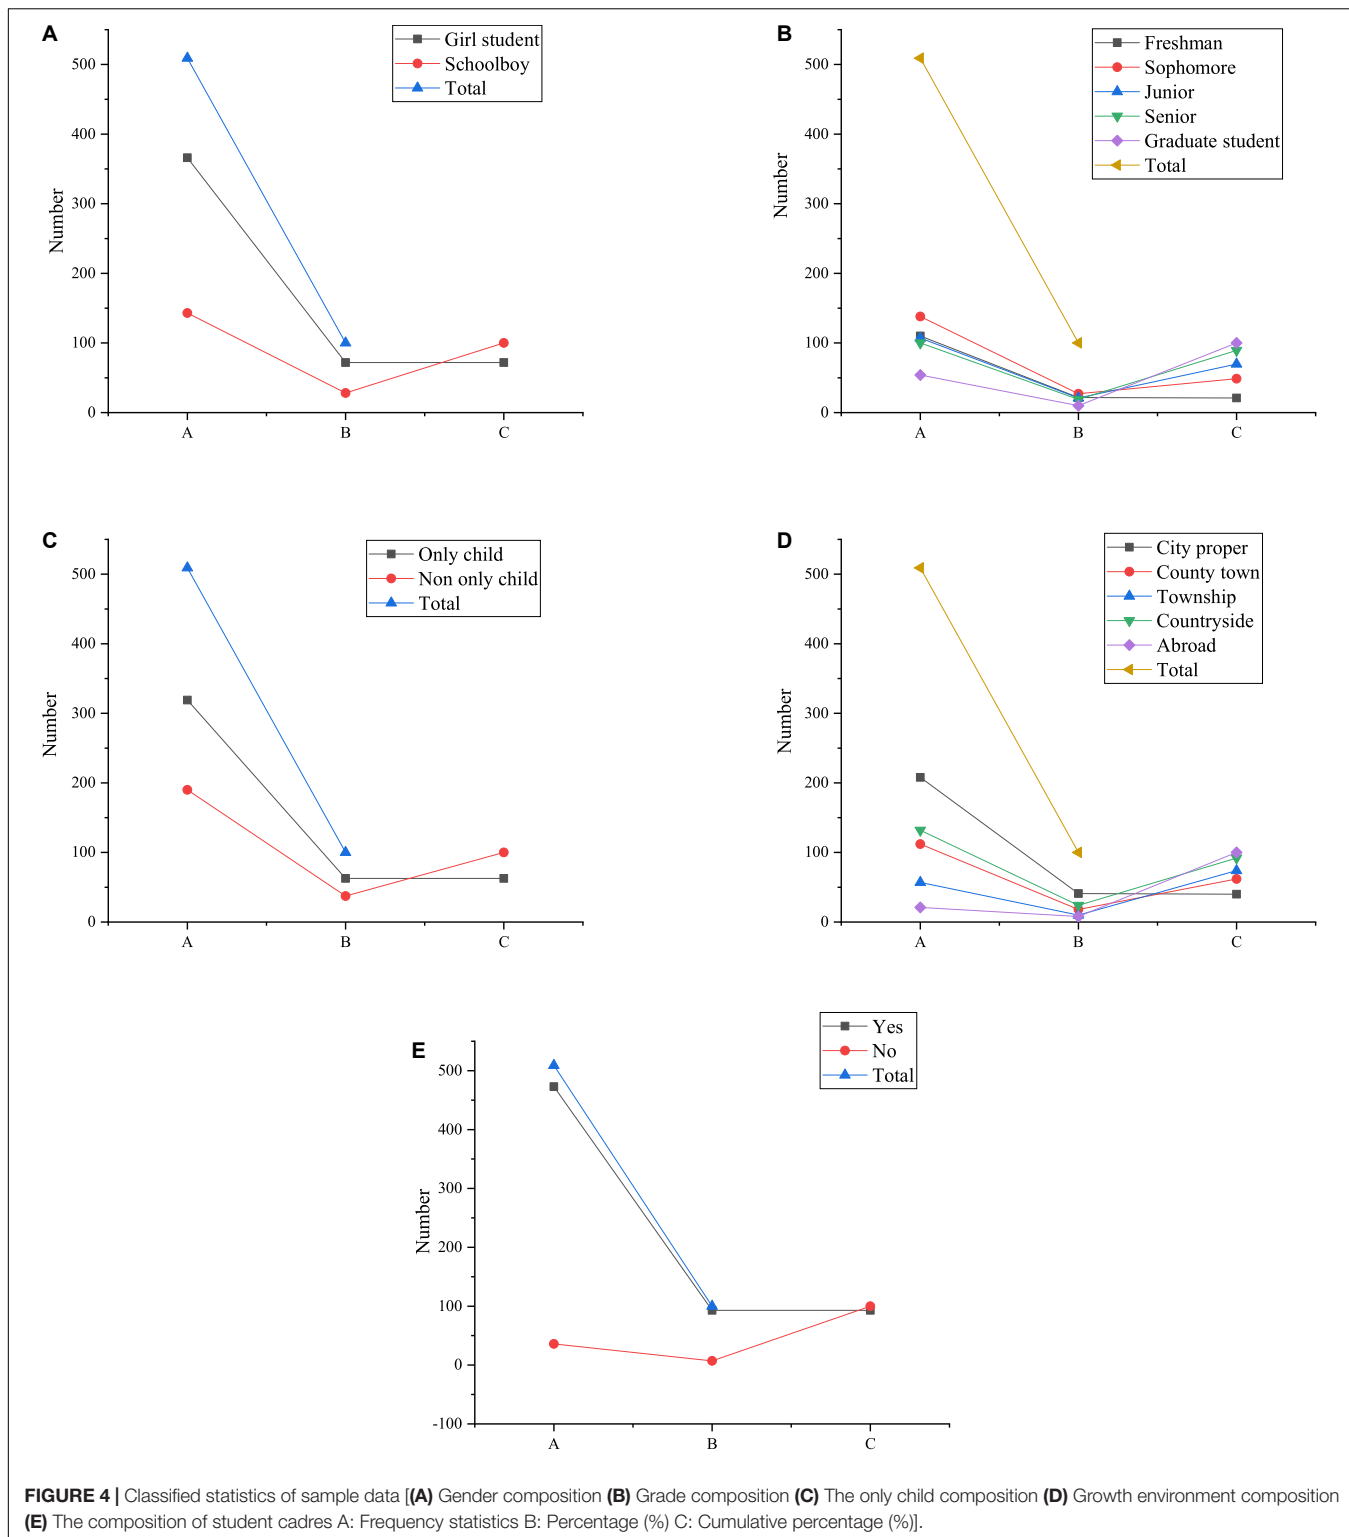 A
Girl student
Schoolboy
Total
500
400
300
200
100
0
Number
A B C
B
Freshman
Sophomore
Junior
Senior
Graduate student
Total
500
400
300
200
100
0
Number
A B C
C
Only child
Non only child
Total
500
400
300
200
100
0
Number
A B C
D
City proper
County town
Township
Countryside
Abroad
Total
500
400
300
200
100
0
Number
A B C
E
Yes
No
Total
500
400
300
200
100
0
-100
Number
A B C
FIGURE 4 | Classified statistics of sample data [(A) Gender composition (B) Grade composition (C) The only child composition (D) Growth environment composition
(E) The composition of student cadres A: Frequency statistics B: Percentage (%) C: Cumulative percentage (%)].